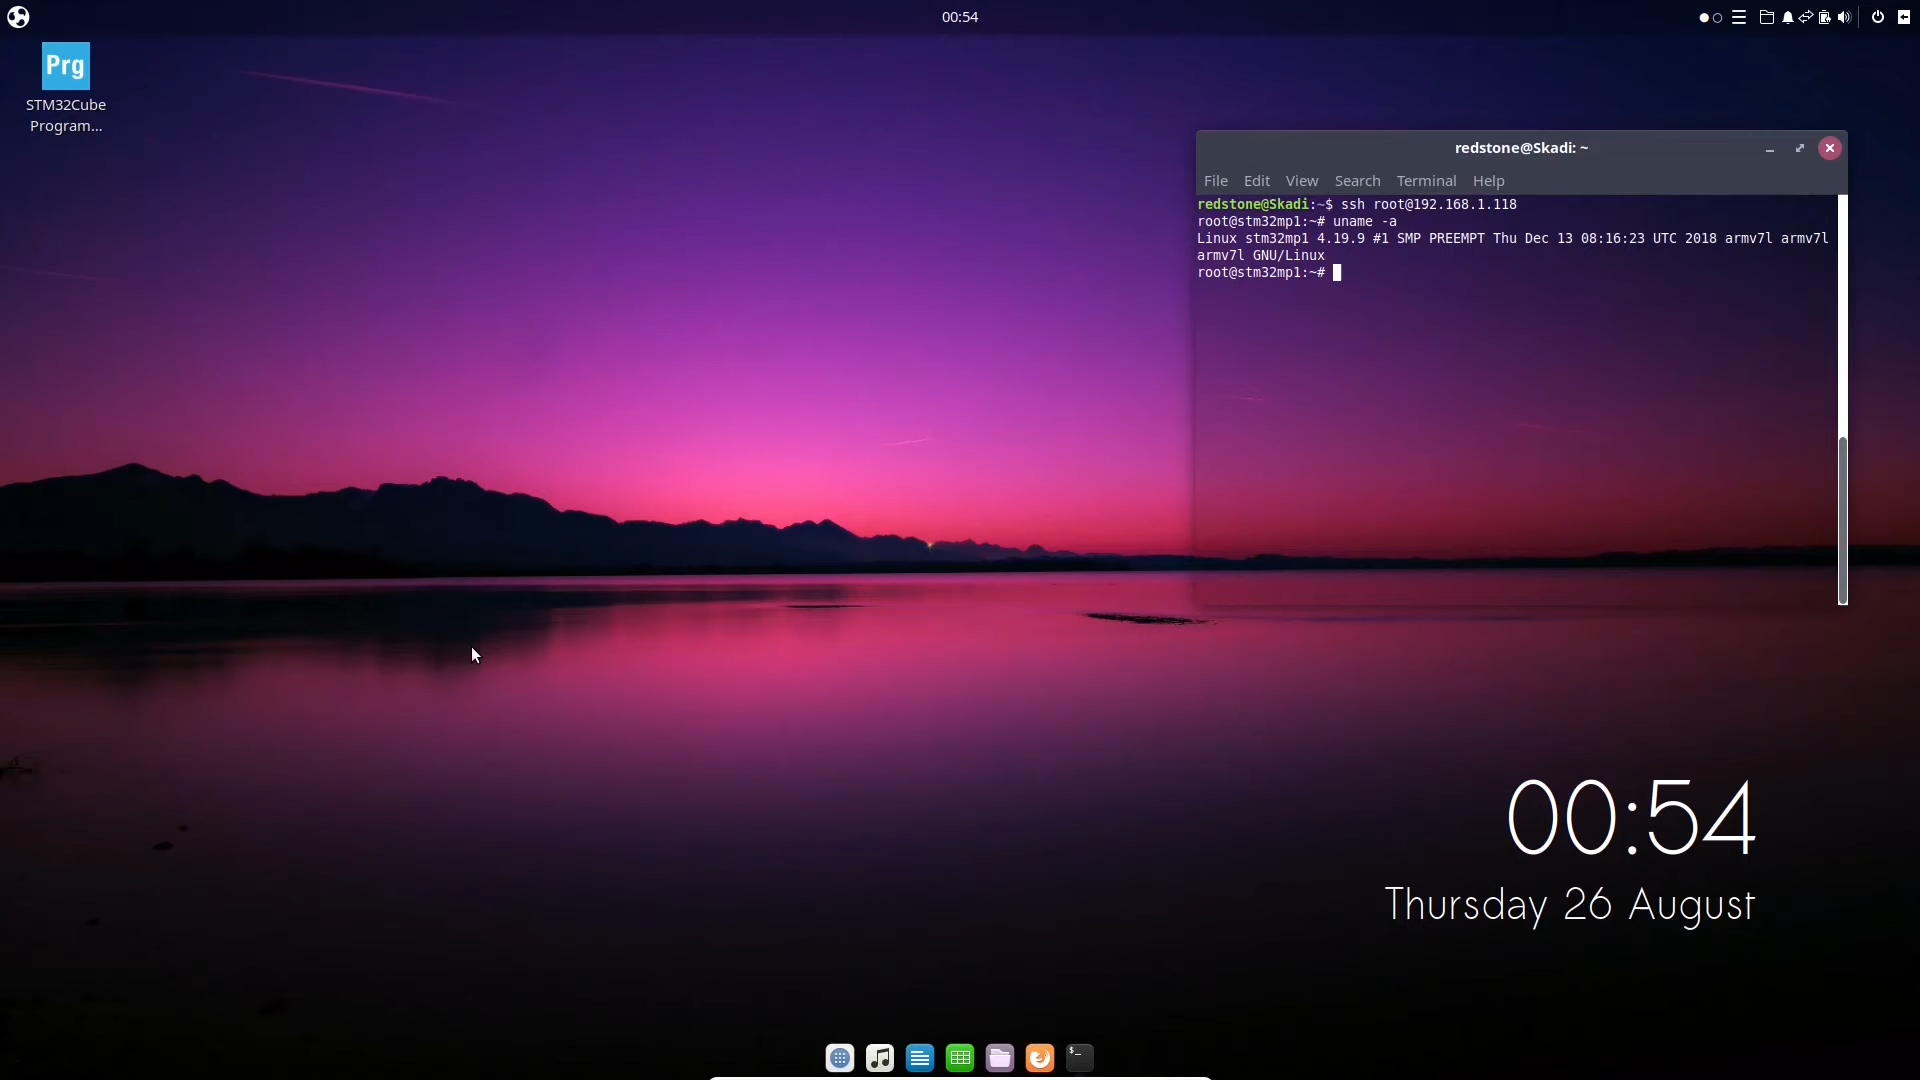 00:54
Prg
STM32Cube
Program...
redstone@Skadi: ~
File Edit View Search Terminal Help
redstone@Skadi:~$ ssh root@192.168.1.118
root@stm32mp1:~# uname -a
Linux stm32mp1 4.19.9 #1 SMP PREEMPT Thu Dec 13 08:16:23 UTC 2018 armv7l armv7l
armv7l GNU/Linux
root@stm32mp1:~#
00:54
Thursday 26 August
$_